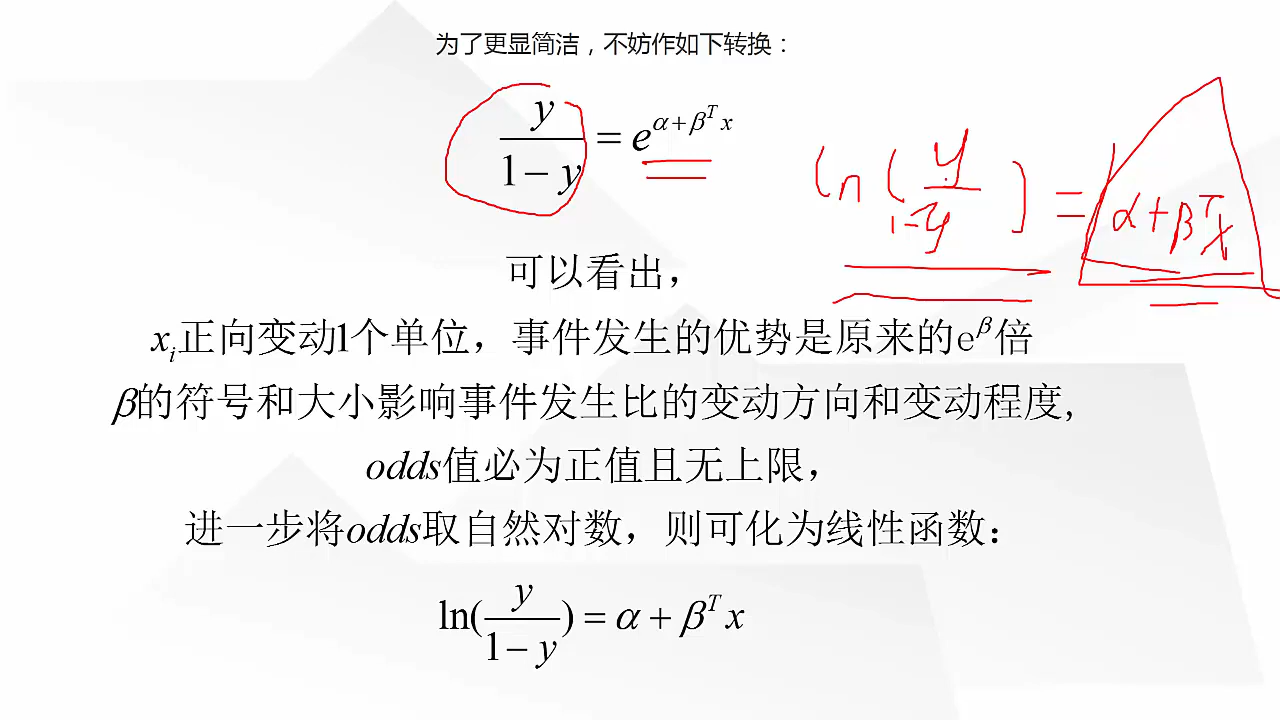 为了更显简洁，不妨作如下转换：
y/(1−y) = e^(α+β^T x)
ln(y/(1−y)) = α+β^T x
可以看出，
x_i正向变动1个单位，事件发生的优势是原来的e^β倍
β的符号和大小影响事件发生比的变动方向和变动程度,
odds值必为正值且无上限，
进一步将odds取自然对数，则可化为线性函数：
ln(y/(1−y)) = α + β^T x